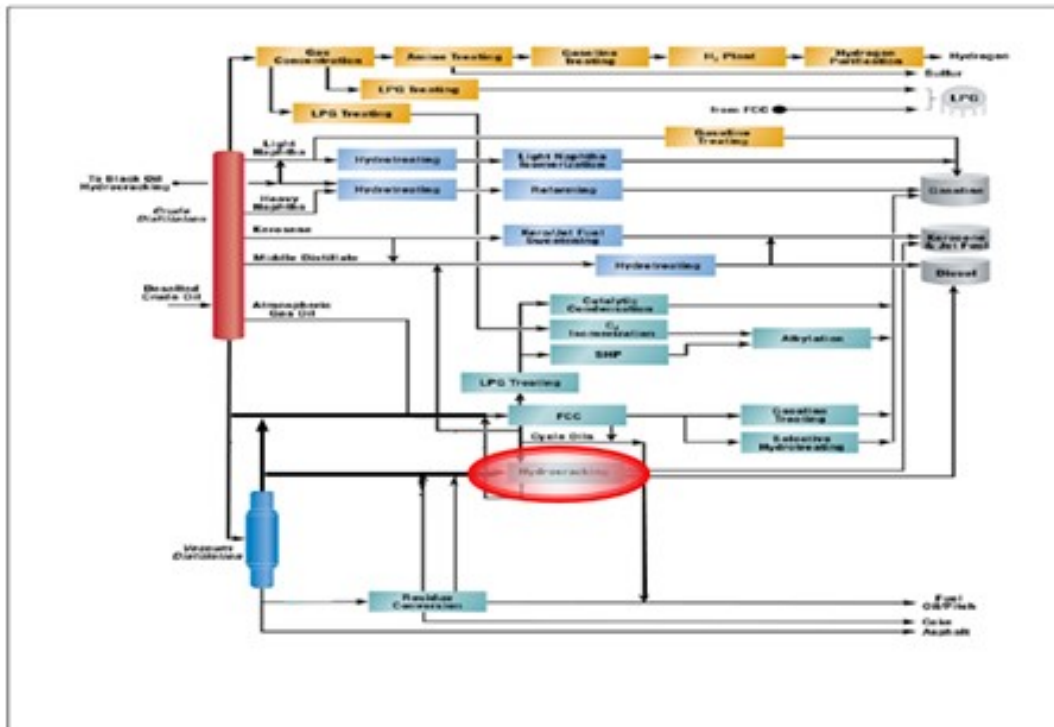 Gas
Concentration
Amine Treating
Gasoline
Treating
H₂ Plant
Hydrogen
Purification
Hydrogen
Sulfur
LPG Treating
LPG
LPG Treating
from FCC
Gasoline
Treating
Light
Naphtha
Hydrotreating
Light Naphtha
Isomerization
To Black Oil
Hydrocracking
Hydrotreating
Reforming
Gasoline
Heavy
Naphtha
Crude
Distillations
Kerosene
Kero/Jet Fuel
Sweetening
Kerosene
& Jet Fuel
Middle Distillate
Hydrotreating
Diesel
Desalted
Crude Oil
Atmospheric
Gas Oil
Catalytic
Condensation
Isomerization
SHP
Alkylation
LPG Treating
FCC
Gasoline
Treating
Cycle Oils
Selective
Hydrotreating
Hydrocracking
Vacuum
Distillations
Residue
Conversion
Fuel
Oil/Pitch
Coke
Asphalt